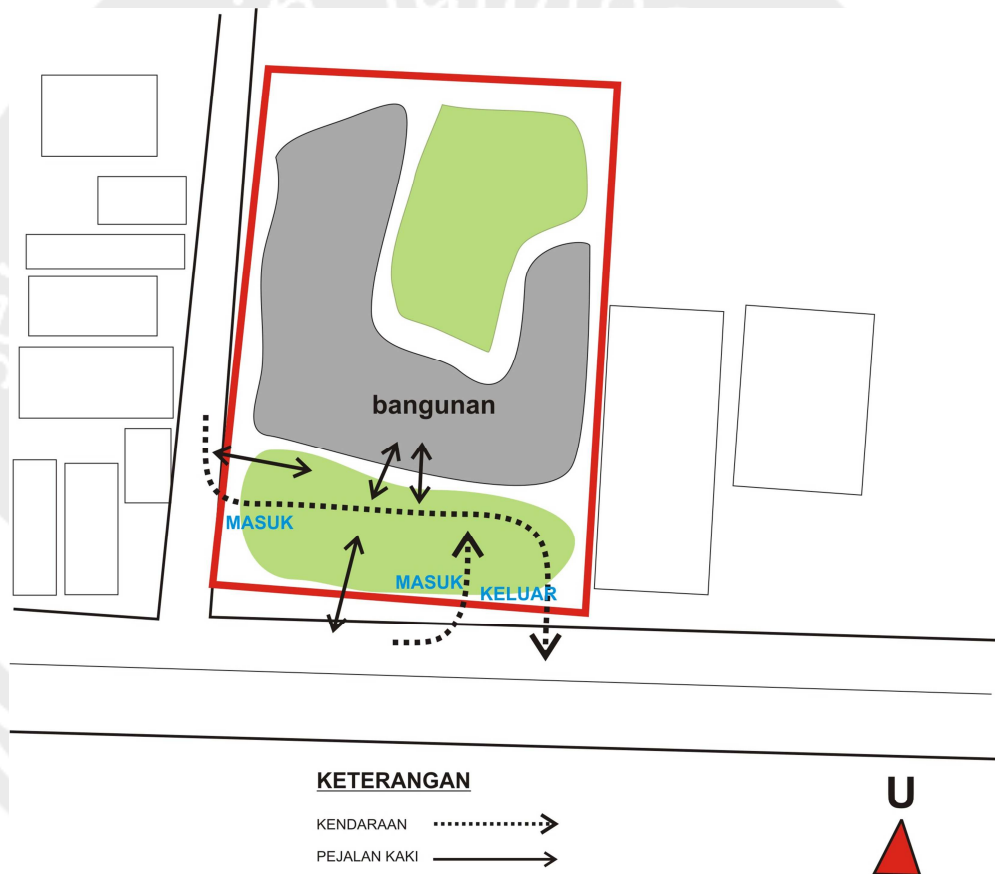 bangunan
MASUK
MASUK
KELUAR
KETERANGAN
KENDARAAN
PEJALAN KAKI
U